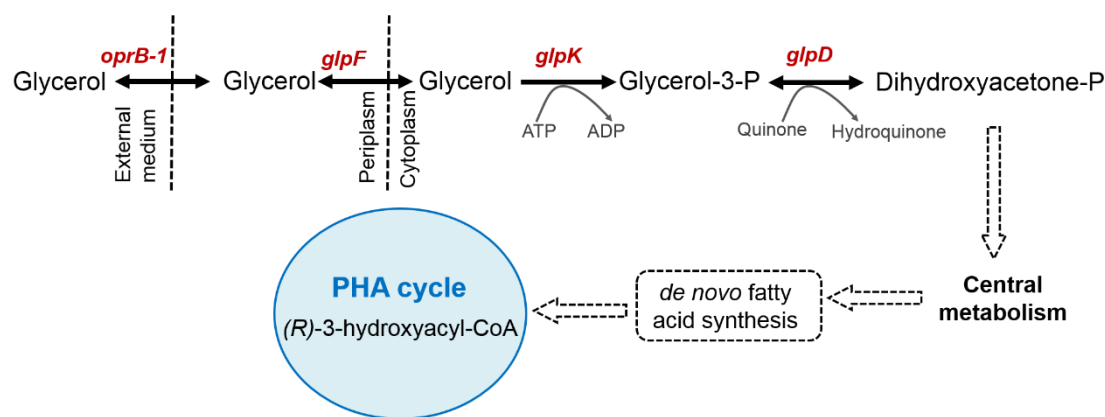 oprB-1
glpF
glpK
glpD
Glycerol
Glycerol
Glycerol
Glycerol-3-P
Dihydroxyacetone-P
External
medium
Periplasm
Cytoplasm
ATP
ADP
Quinone
Hydroquinone
PHA cycle
(R)-3-hydroxyacyl-CoA
de novo fatty
acid synthesis
Central
metabolism